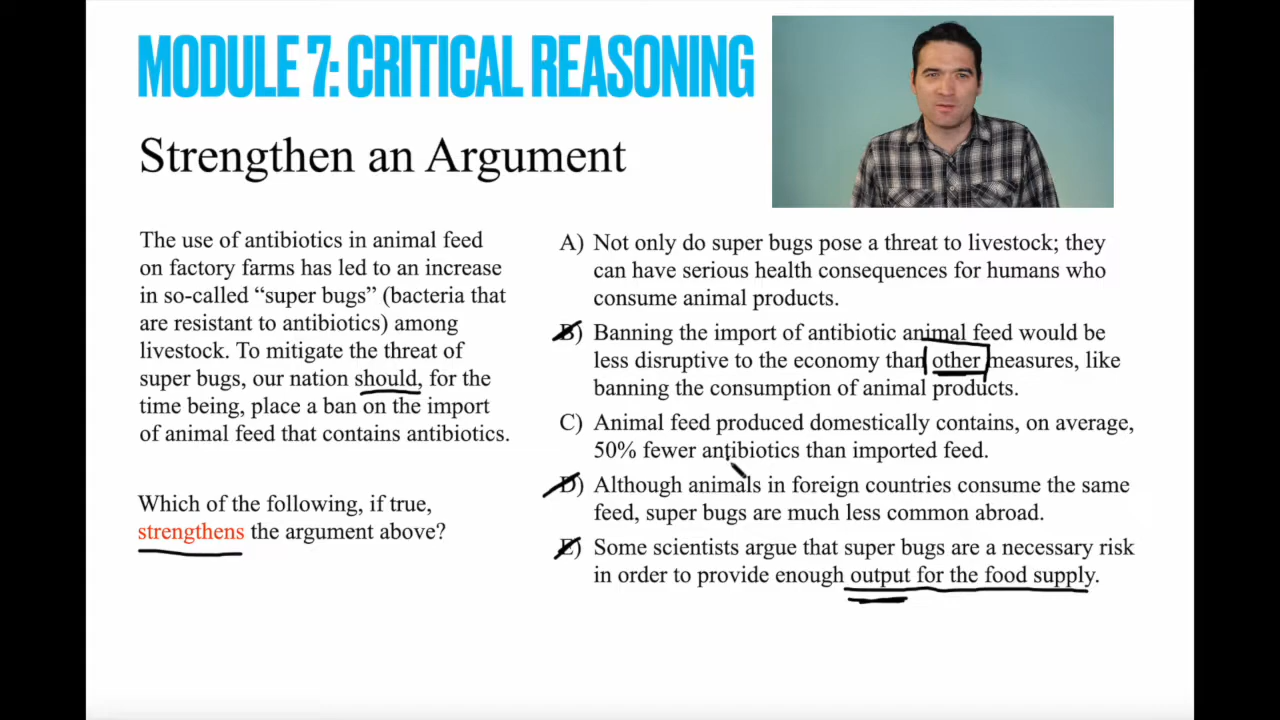 MODULE 7: CRITICAL REASONING
Strengthen an Argument
The use of antibiotics in animal feed
on factory farms has led to an increase
in so-called “super bugs” (bacteria that
are resistant to antibiotics) among
livestock. To mitigate the threat of
super bugs, our nation should, for the
time being, place a ban on the import
of animal feed that contains antibiotics.
Which of the following, if true,
strengthens the argument above?
A) Not only do super bugs pose a threat to livestock; they
can have serious health consequences for humans who
consume animal products.
B) Banning the import of antibiotic animal feed would be
less disruptive to the economy than other measures, like
banning the consumption of animal products.
C) Animal feed produced domestically contains, on average,
50% fewer antibiotics than imported feed.
D) Although animals in foreign countries consume the same
feed, super bugs are much less common abroad.
E) Some scientists argue that super bugs are a necessary risk
in order to provide enough output for the food supply.